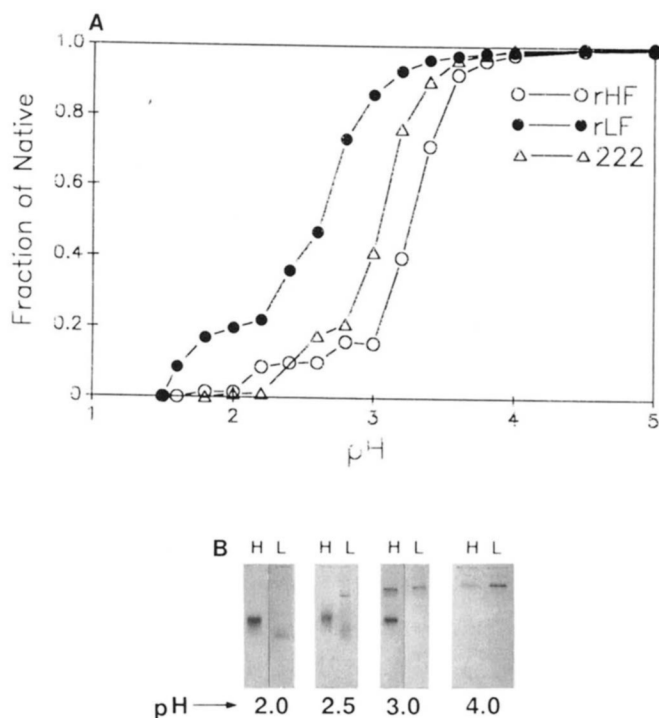 A
Fraction of Native
1.0
0.8
0.6
0.4
0.2
0
1 2 3 4 5
pH
rHF
rLF
222
B
H L H L H L H L
pH 2.0 2.5 3.0 4.0